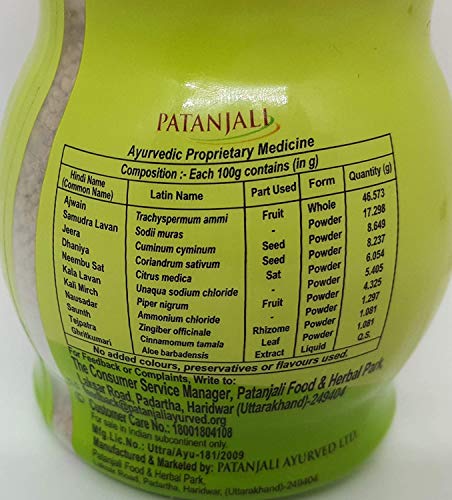 PATANJALI
Ayurvedic Proprietary Medicine
Composition :- Each 100g contains (in g)
Hindi Name (Common Name) Latin Name Part Used Form Quantity (g)
Ajwain Trachyspermum ammi Fruit Whole 46.573
Samudra Lavan Sodii muras - Powder 17.298
Jeera Cuminum cyminum Seed Powder 8.649
Dhaniya Coriandrum sativum Seed Powder 8.237
Neembu Sat Citrus medica Sat Powder 6.054
Kala Lavan Unaqua sodium chloride - Powder 5.405
Kali Mirch Piper nigrum Fruit Powder 4.325
Nausadar Ammonium chloride - Powder 1.297
Saunth Zingiber officinale Rhizome Powder 1.081
Tejpatra Cinnamomum tamala Leaf Powder 1.081
Ghritkumari Aloe barbadensis Extract Liquid Q.S.
No added colours, preservatives or flavours used.
For Feedback or Complaints, Write to:
The Consumer Service Manager, Patanjali Food & Herbal Park,
Laksar Road, Padartha, Haridwar (Uttarakhand)-249404
@patanjaliayurved.org
Customer Care No.: 18001804108
For sale in Indian subcontinent only.
Mfg.Lic.No.: Uttra/Ayu-181/2009
Manufactured & Marketed by: PATANJALI AYURVED LTD.
Patanjali Food & Herbal Park,
Laksar Road, Padartha, Haridwar, (Uttarakhand)-249404